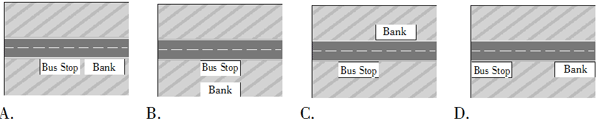 Bus Stop Bank
A.
Bus Stop
Bank
B.
Bank
Bus Stop
C.
Bus Stop Bank
D.